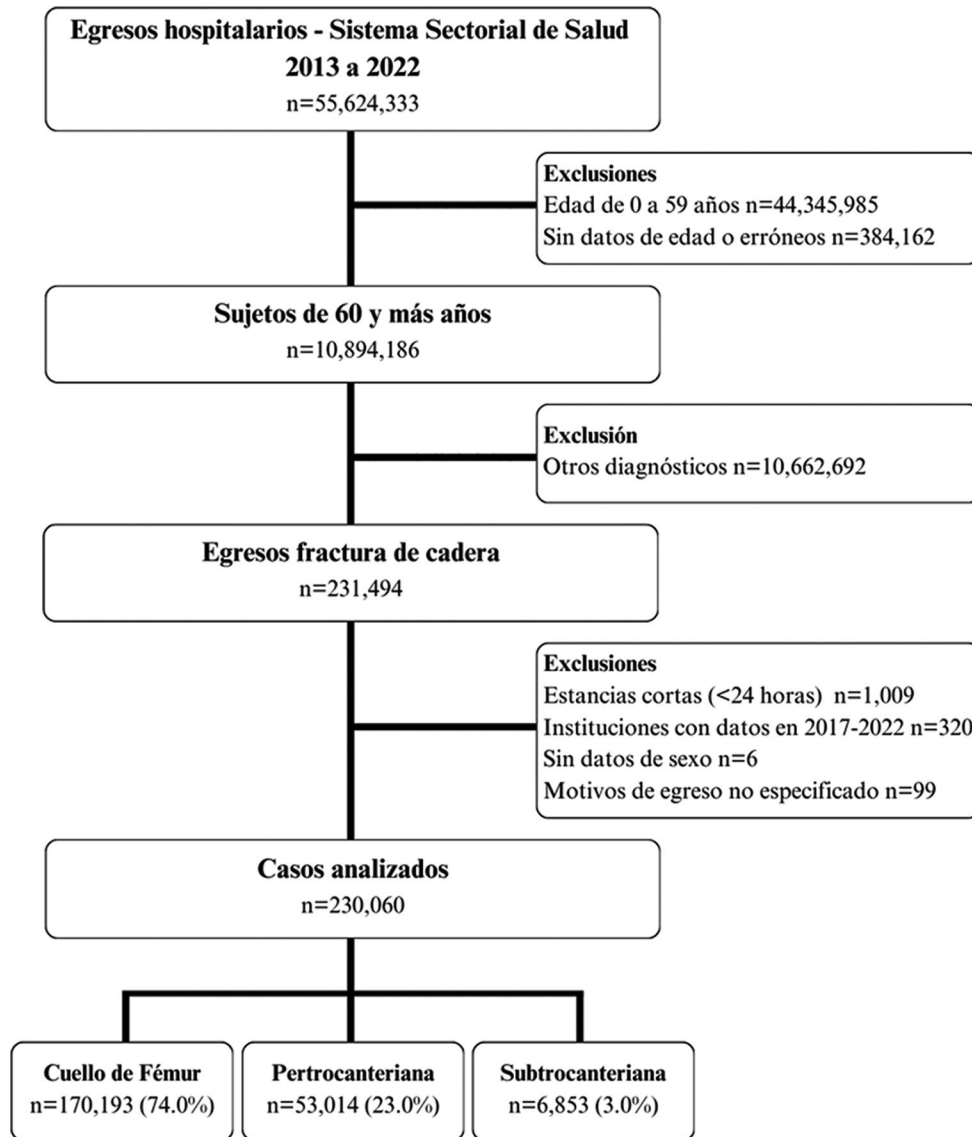 Egresos hospitalarios - Sistema Sectorial de Salud
2013 a 2022
n=55,624,333
Exclusiones
Edad de 0 a 59 años n=44,345,985
Sin datos de edad o erróneos n=384,162
Sujetos de 60 y más años
n=10,894,186
Exclusión
Otros diagnósticos n=10,662,692
Egresos fractura de cadera
n=231,494
Exclusiones
Estancias cortas (<24 horas) n=1,009
Instituciones con datos en 2017-2022 n=320
Sin datos de sexo n=6
Motivos de egreso no especificado n=99
Casos analizados
n=230,060
Cuello de Fémur
n=170,193 (74.0%)
Pertrocanteriana
n=53,014 (23.0%)
Subtrocanteriana
n=6,853 (3.0%)